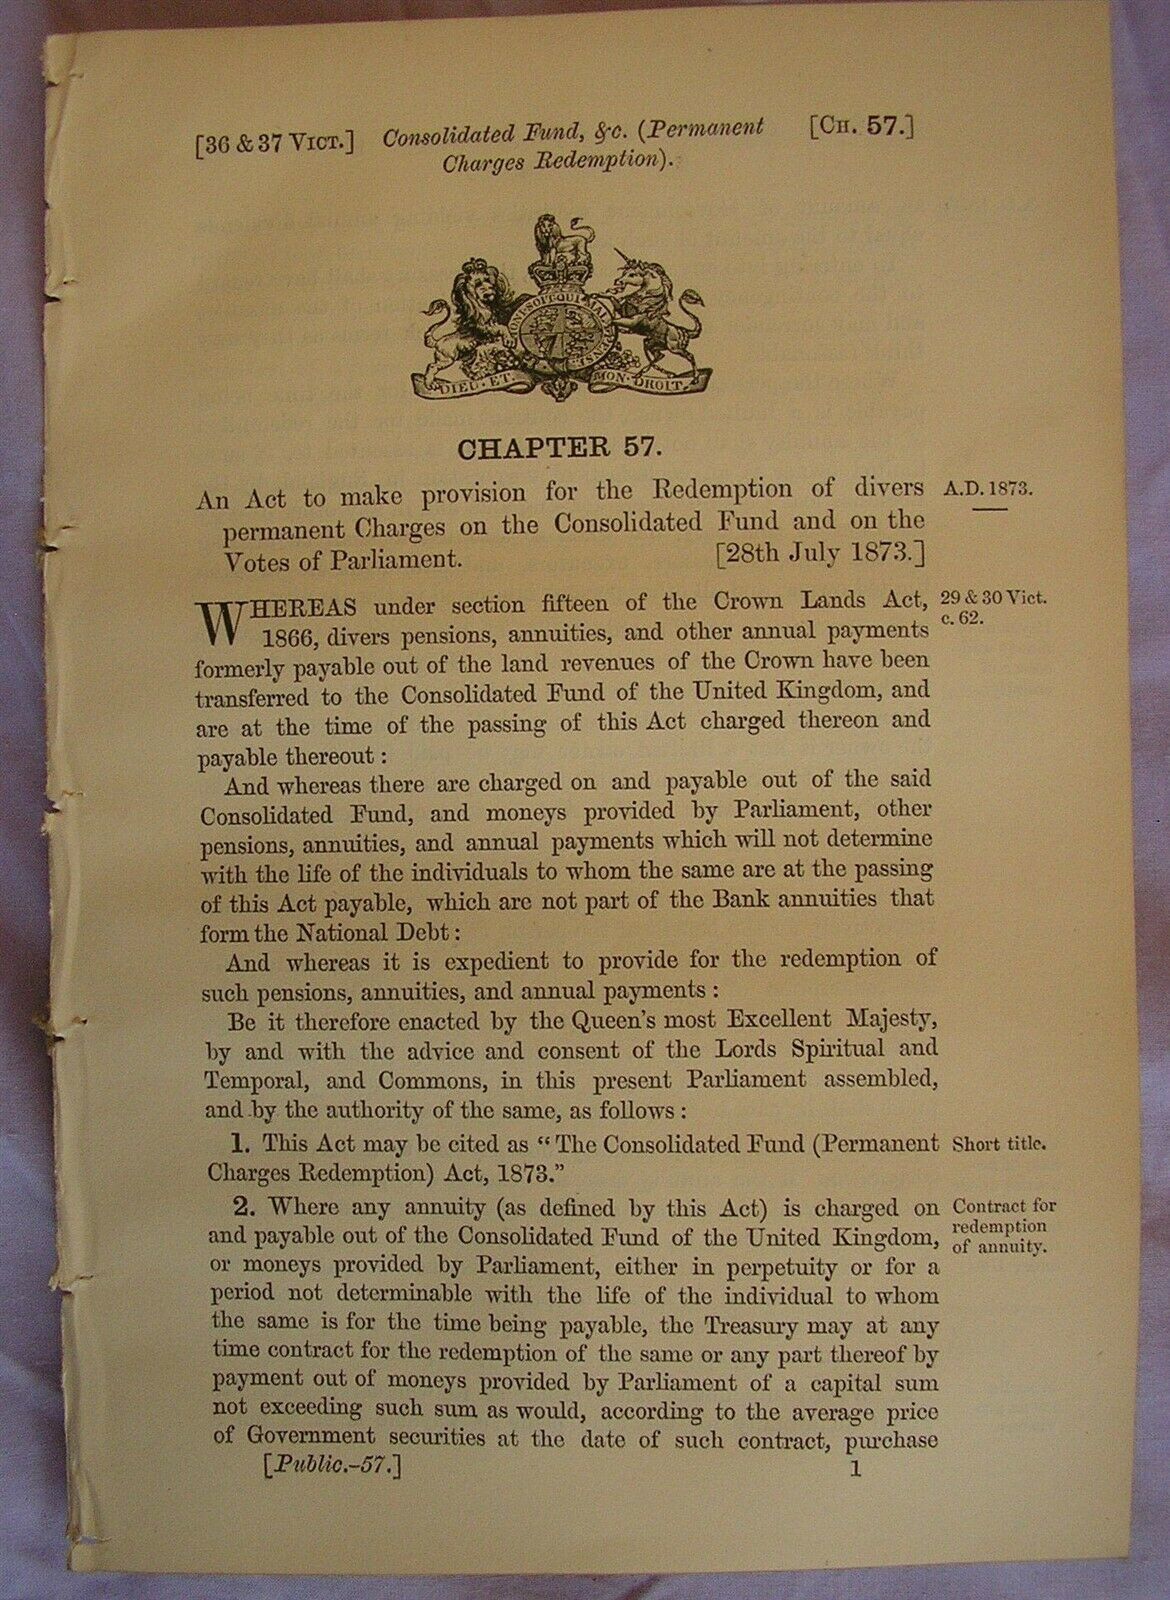 [36 & 37 VICT.] Consolidated Fund, &c. (Permanent [CH. 57.]
Charges Redemption).
HONI·SOIT·QUI·MAL
DIEU·ET·MON·DROIT
CHAPTER 57.
An Act to make provision for the Redemption of divers A.D. 1873.
permanent Charges on the Consolidated Fund and on the
Votes of Parliament. [28th July 1873.]
WHEREAS under section fifteen of the Crown Lands Act, 29 & 30 Vict.
1866, divers pensions, annuities, and other annual payments c. 62.
formerly payable out of the land revenues of the Crown have been
transferred to the Consolidated Fund of the United Kingdom, and
are at the time of the passing of this Act charged thereon and
payable thereout :
And whereas there are charged on and payable out of the said
Consolidated Fund, and moneys provided by Parliament, other
pensions, annuities, and annual payments which will not determine
with the life of the individuals to whom the same are at the passing
of this Act payable, which are not part of the Bank annuities that
form the National Debt :
And whereas it is expedient to provide for the redemption of
such pensions, annuities, and annual payments :
Be it therefore enacted by the Queen's most Excellent Majesty,
by and with the advice and consent of the Lords Spiritual and
Temporal, and Commons, in this present Parliament assembled,
and by the authority of the same, as follows :
1. This Act may be cited as "The Consolidated Fund (Permanent Short title.
Charges Redemption) Act, 1873."
2. Where any annuity (as defined by this Act) is charged on Contract for
and payable out of the Consolidated Fund of the United Kingdom, redemption
or moneys provided by Parliament, either in perpetuity or for a of annuity.
period not determinable with the life of the individual to whom
the same is for the time being payable, the Treasury may at any
time contract for the redemption of the same or any part thereof by
payment out of moneys provided by Parliament of a capital sum
not exceeding such sum as would, according to the average price
of Government securities at the date of such contract, purchase
[Public.-57.] 1